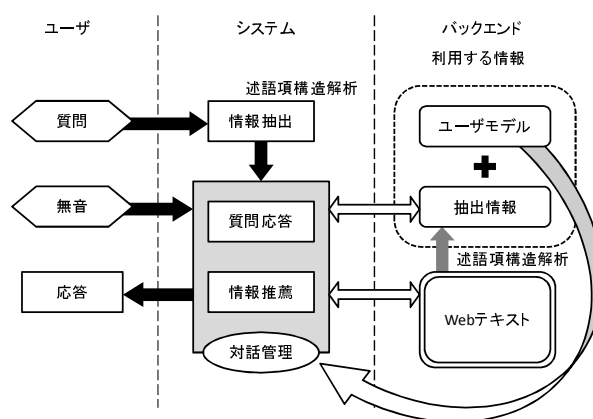 ユーザ
システム
バックエンド
利用する情報
述語項構造解析
質問
情報抽出
ユーザモデル
無音
質問応答
抽出情報
述語項構造解析
応答
情報推薦
Webテキスト
対話管理